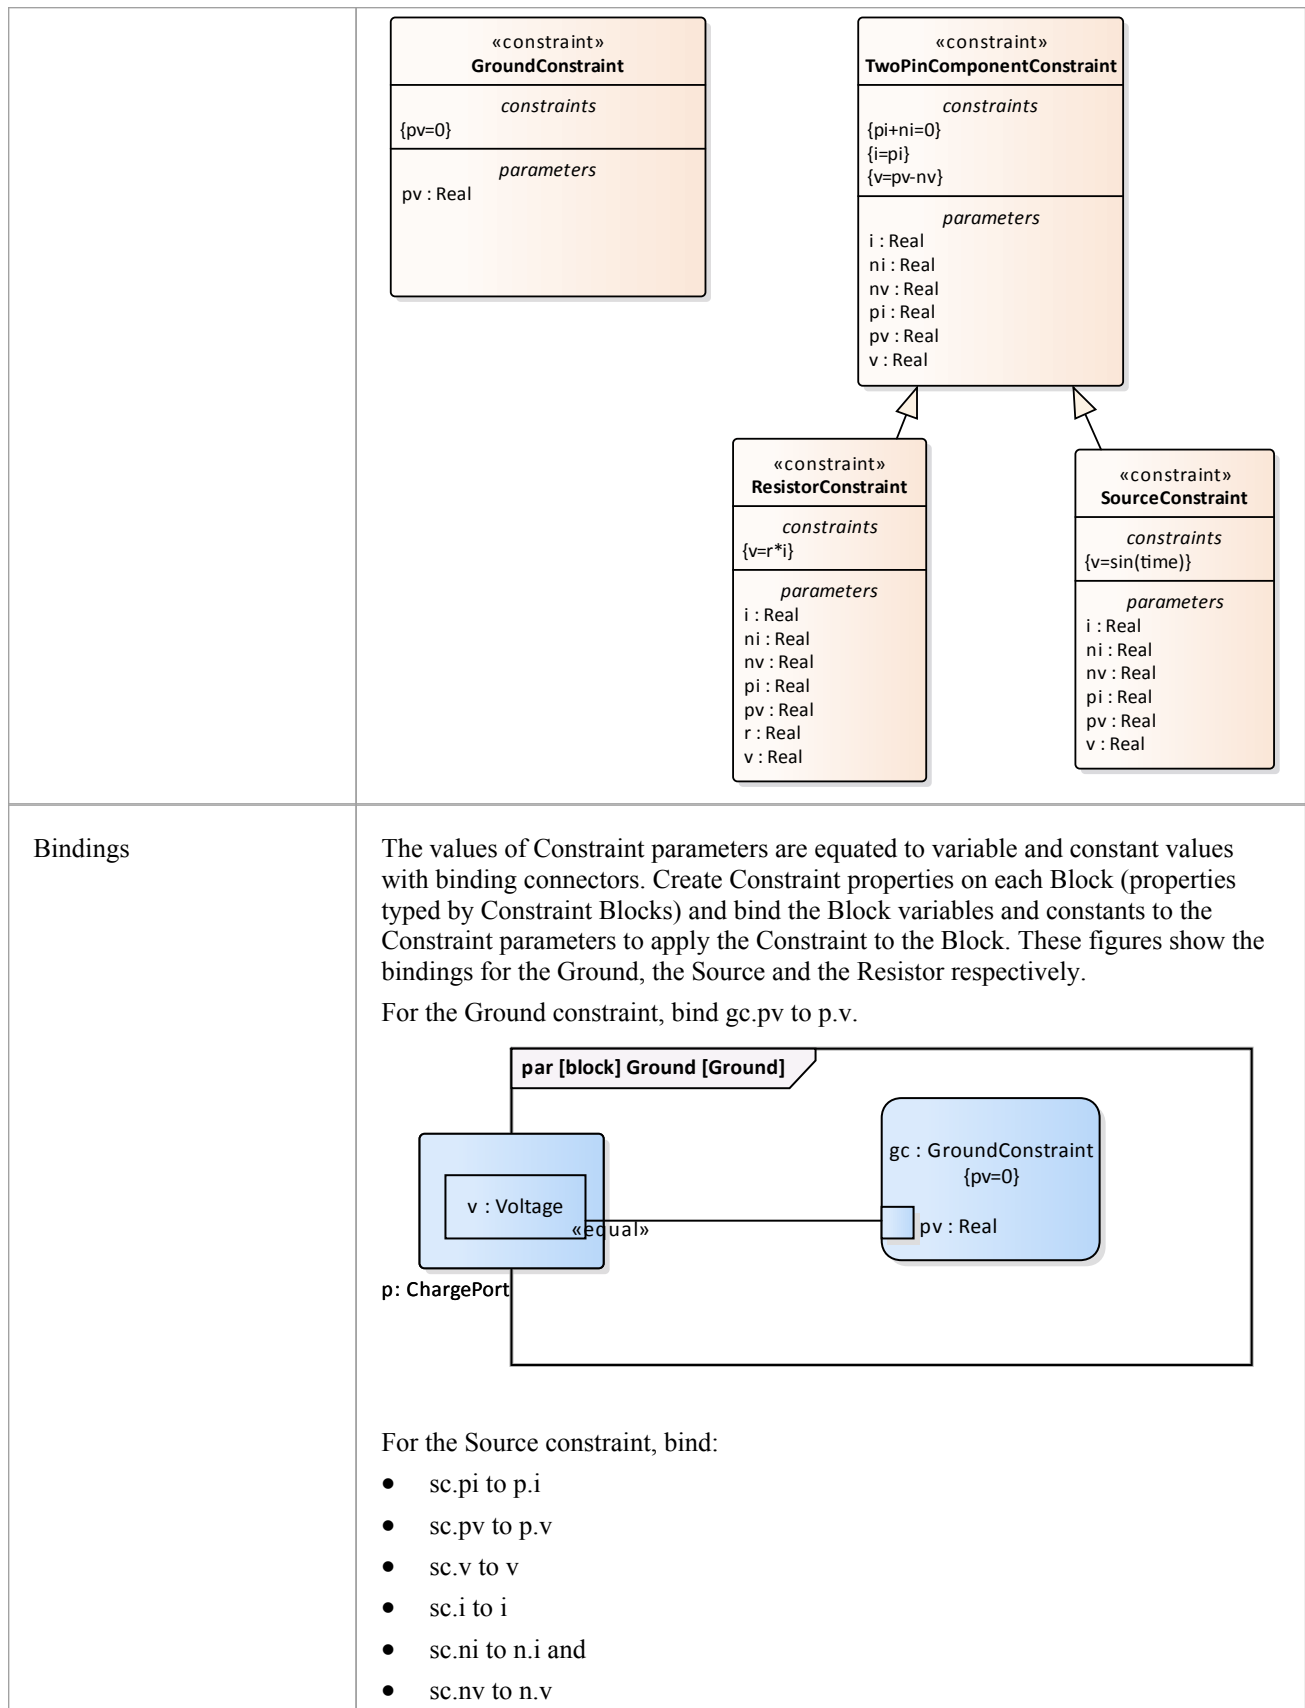 «constraint»
GroundConstraint
constraints
{pv=0}
parameters
pv : Real
«constraint»
TwoPinComponentConstraint
constraints
{pi+ni=0}
{i=pi}
{v=pv-nv}
parameters
i : Real
ni : Real
nv : Real
pi : Real
pv : Real
v : Real
«constraint»
ResistorConstraint
constraints
{v=r*i}
parameters
i : Real
ni : Real
nv : Real
pi : Real
pv : Real
r : Real
v : Real
«constraint»
SourceConstraint
constraints
{v=sin(time)}
parameters
i : Real
ni : Real
nv : Real
pi : Real
pv : Real
v : Real
Bindings
The values of Constraint parameters are equated to variable and constant values
with binding connectors. Create Constraint properties on each Block (properties
typed by Constraint Blocks) and bind the Block variables and constants to the
Constraint parameters to apply the Constraint to the Block. These figures show the
bindings for the Ground, the Source and the Resistor respectively.
For the Ground constraint, bind gc.pv to p.v.
par [block] Ground [Ground]
gc : GroundConstraint
{pv=0}
v : Voltage
«equal»
pv : Real
p: ChargePort
For the Source constraint, bind:
• sc.pi to p.i
• sc.pv to p.v
• sc.v to v
• sc.i to i
• sc.ni to n.i and
• sc.nv to n.v